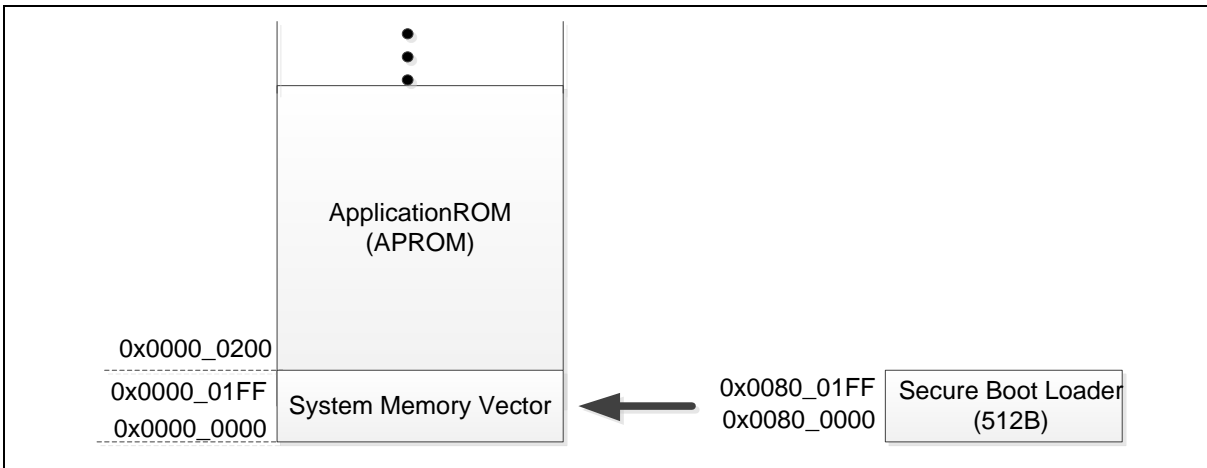 ApplicationROM
(APROM)
0x0000_0200
0x0000_01FF
0x0000_0000
System Memory Vector
0x0080_01FF
0x0080_0000
Secure Boot Loader
(512B)